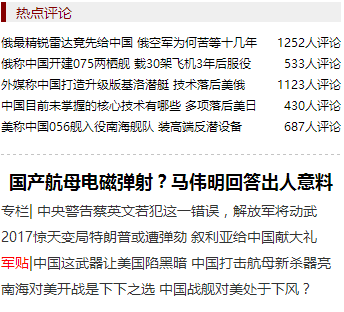 热点评论
俄最精锐雷达竟先给中国 俄空军为何苦等十几年 1252人评论
俄称中国开建075两栖舰 载30架飞机3年后服役 533人评论
外媒称中国打造升级版基洛潜艇 技术落后美俄 1123人评论
中国目前未掌握的核心技术有哪些 多项落后美日 430人评论
美称中国056舰入役南海舰队 装高端反潜设备 687人评论
国产航母电磁弹射？马伟明回答出人意料
专栏| 中央警告蔡英文若犯这一错误，解放军将动武
2017惊天变局特朗普或遭弹劾 叙利亚给中国献大礼
军贴|中国这武器让美国陷黑暗 中国打击航母新杀器亮
南海对美开战是下下之选 中国战舰对美处于下风？